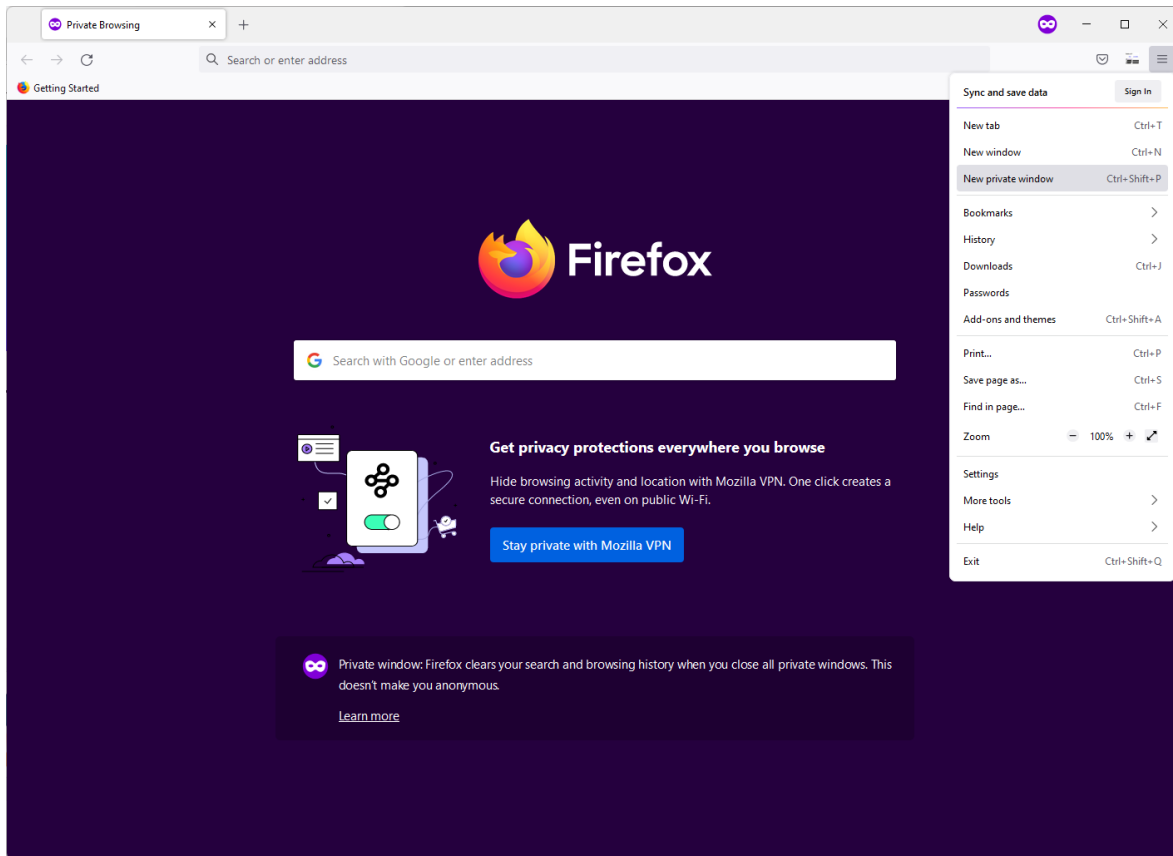 Private Browsing
Search or enter address
Getting Started
Sync and save data Sign In
New tab Ctrl+T
New window Ctrl+N
New private window Ctrl+Shift+P
Bookmarks
History
Downloads Ctrl+J
Passwords
Add-ons and themes Ctrl+Shift+A
Print... Ctrl+P
Save page as... Ctrl+S
Find in page... Ctrl+F
Zoom 100%
Settings
More tools
Help
Exit Ctrl+Shift+Q
Firefox
Search with Google or enter address
Get privacy protections everywhere you browse
Hide browsing activity and location with Mozilla VPN. One click creates a
secure connection, even on public Wi-Fi.
Stay private with Mozilla VPN
Private window: Firefox clears your search and browsing history when you close all private windows. This
doesn't make you anonymous.
Learn more